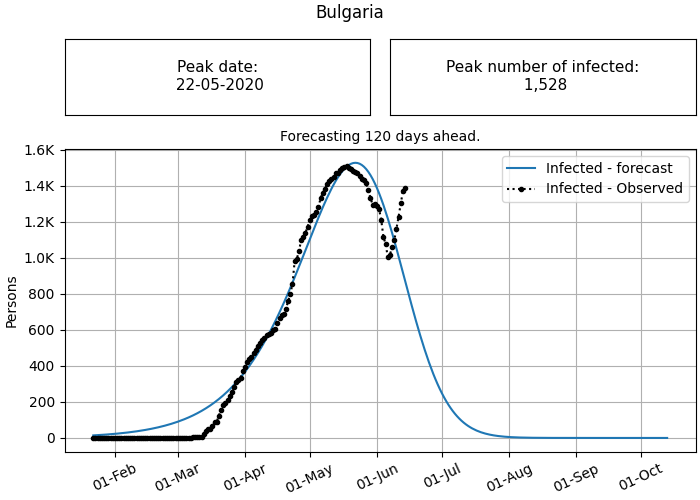 Bulgaria
Peak date:
22-05-2020
Peak number of infected:
1,528
Forecasting 120 days ahead.
Infected - forecast
Infected - Observed
1.6K
1.4K
1.2K
1.0K
800
600
400
200
0
Persons
01-Feb
01-Mar
01-Apr
01-May
01-Jun
01-Jul
01-Aug
01-Sep
01-Oct